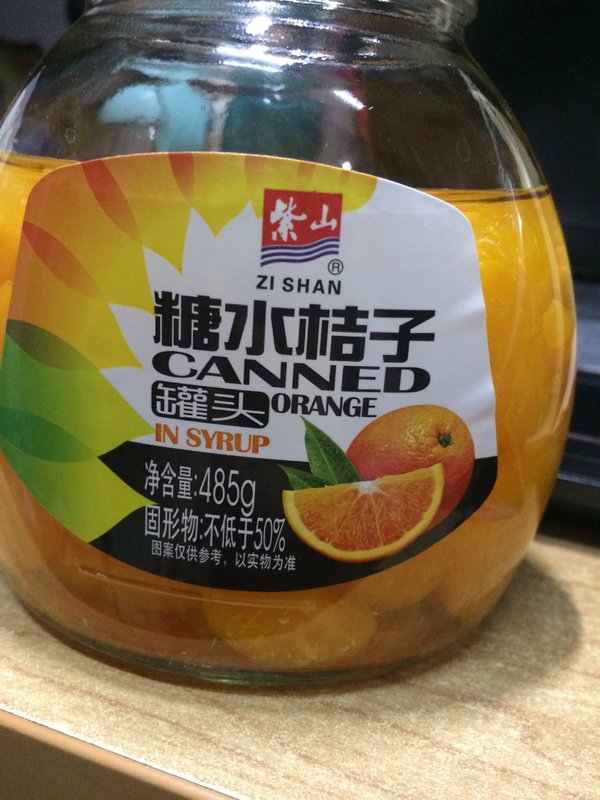 紫山
®
ZI SHAN
糖水桔子
CANNED
罐头 ORANGE
IN SYRUP
净含量:485g
固形物:不低于50%
图案仅供参考，以实物为准